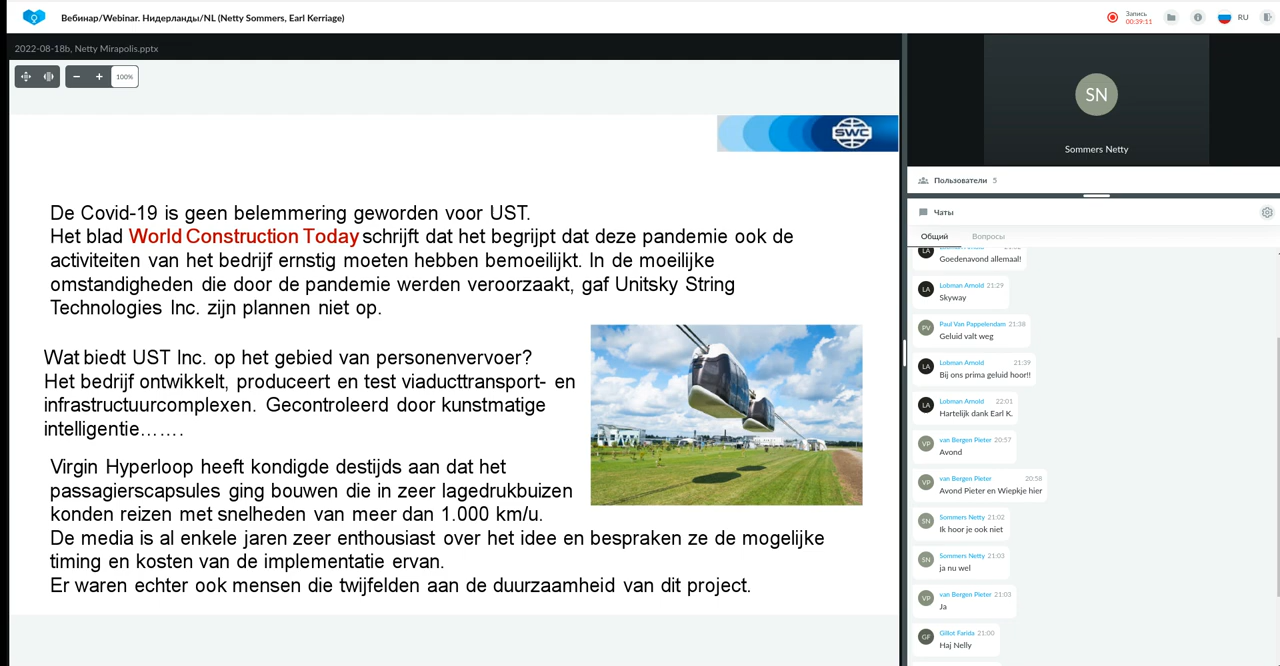 Вебинар/Webinar. Нидерланды/NL (Netty Sommers, Earl Kerriage)
Запись
00:39:11
RU
2022-08-18b, Netty Mirapolis.pptx
100%
SWC
De Covid-19 is geen belemmering geworden voor UST.
Het blad World Construction Today schrijft dat het begrijpt dat deze pandemie ook de
activiteiten van het bedrijf ernstig moeten hebben bemoeilijkt. In de moeilijke
omstandigheden die door de pandemie werden veroorzaakt, gaf Unitsky String
Technologies Inc. zijn plannen niet op.
Wat biedt UST Inc. op het gebied van personenvervoer?
Het bedrijf ontwikkelt, produceert en test viaducttransport- en
infrastructuurcomplexen. Gecontroleerd door kunstmatige
intelligentie…….
Virgin Hyperloop heeft kondigde destijds aan dat het
passagierscapsules ging bouwen die in zeer lagedrukbuizen
konden reizen met snelheden van meer dan 1.000 km/u.
De media is al enkele jaren zeer enthousiast over het idee en bespraken ze de mogelijke
timing en kosten van de implementatie ervan.
Er waren echter ook mensen die twijfelden aan de duurzaamheid van dit project.
SN
Sommers Netty
Пользователи 5
Чаты
Общий Вопросы
LA
Goedenavond allemaal!
LA Lobman Arnold 21:29
Skyway
PV Paul Van Pappelendam 21:38
Geluid valt weg
LA Lobman Arnold 21:39
Bij ons prima geluid hoor!!
LA Lobman Arnold 22:01
Hartelijk dank Earl K.
VP van Bergen Pieter 20:57
Avond
VP van Bergen Pieter 20:58
Avond Pieter en Wiepkje hier
SN Sommers Netty 21:02
Ik hoor je ook niet
SN Sommers Netty 21:03
ja nu wel
VP van Bergen Pieter 21:03
Ja
GF Gillot Farida 21:00
Haj Nelly